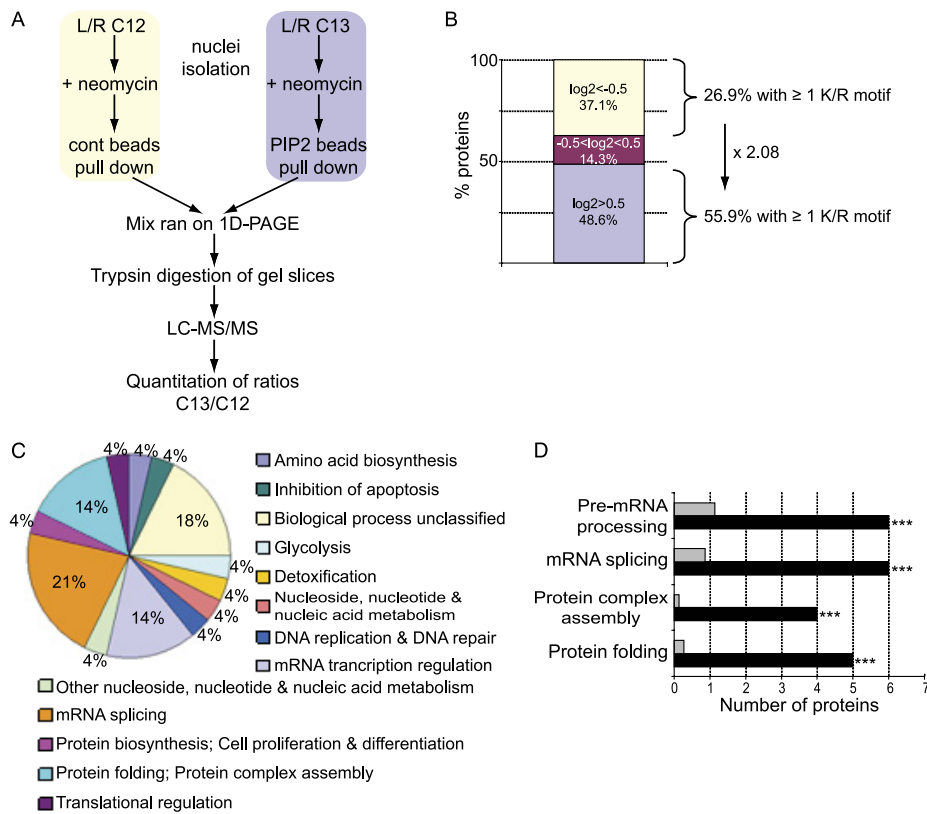 A
L/R C12
+ neomycin
cont beads
pull down
nuclei
isolation
L/R C13
+ neomycin
PIP2 beads
pull down
Mix ran on 1D-PAGE
Trypsin digestion of gel slices
LC-MS/MS
Quantitation of ratios
C13/C12
B
% proteins
100
50
log2<-0.5
37.1%
-0.5<log2<0.5
14.3%
log2>0.5
48.6%
26.9% with ≥ 1 K/R motif
x 2.08
55.9% with ≥ 1 K/R motif
C
4%
4%
4%
18%
4%
4%
4%
4%
14%
4%
21%
4%
14%
Amino acid biosynthesis
Inhibition of apoptosis
Biological process unclassified
Glycolysis
Detoxification
Nucleoside, nucleotide &
nucleic acid metabolism
DNA replication & DNA repair
mRNA trancription regulation
Other nucleoside, nucleotide & nucleic acid metabolism
mRNA splicing
Protein biosynthesis; Cell proliferation & differentiation
Protein folding; Protein complex assembly
Translational regulation
D
Pre-mRNA
processing
***
mRNA splicing
***
Protein complex
assembly
***
Protein folding
***
0 1 2 3 4 5 6 7
Number of proteins